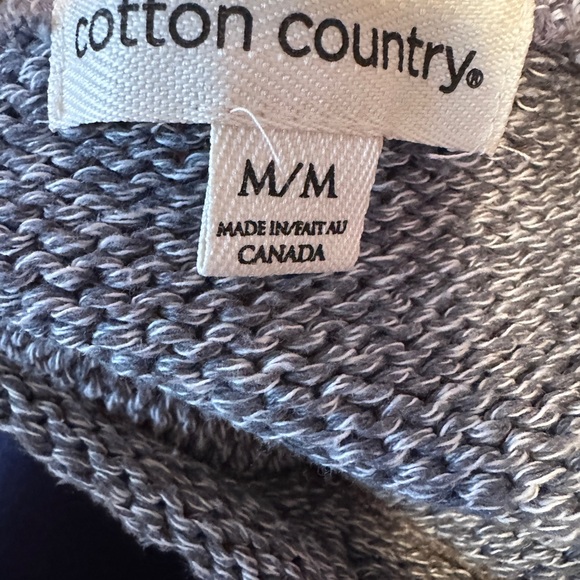 cotton country®
M/M
MADE IN/FAIT AU
CANADA